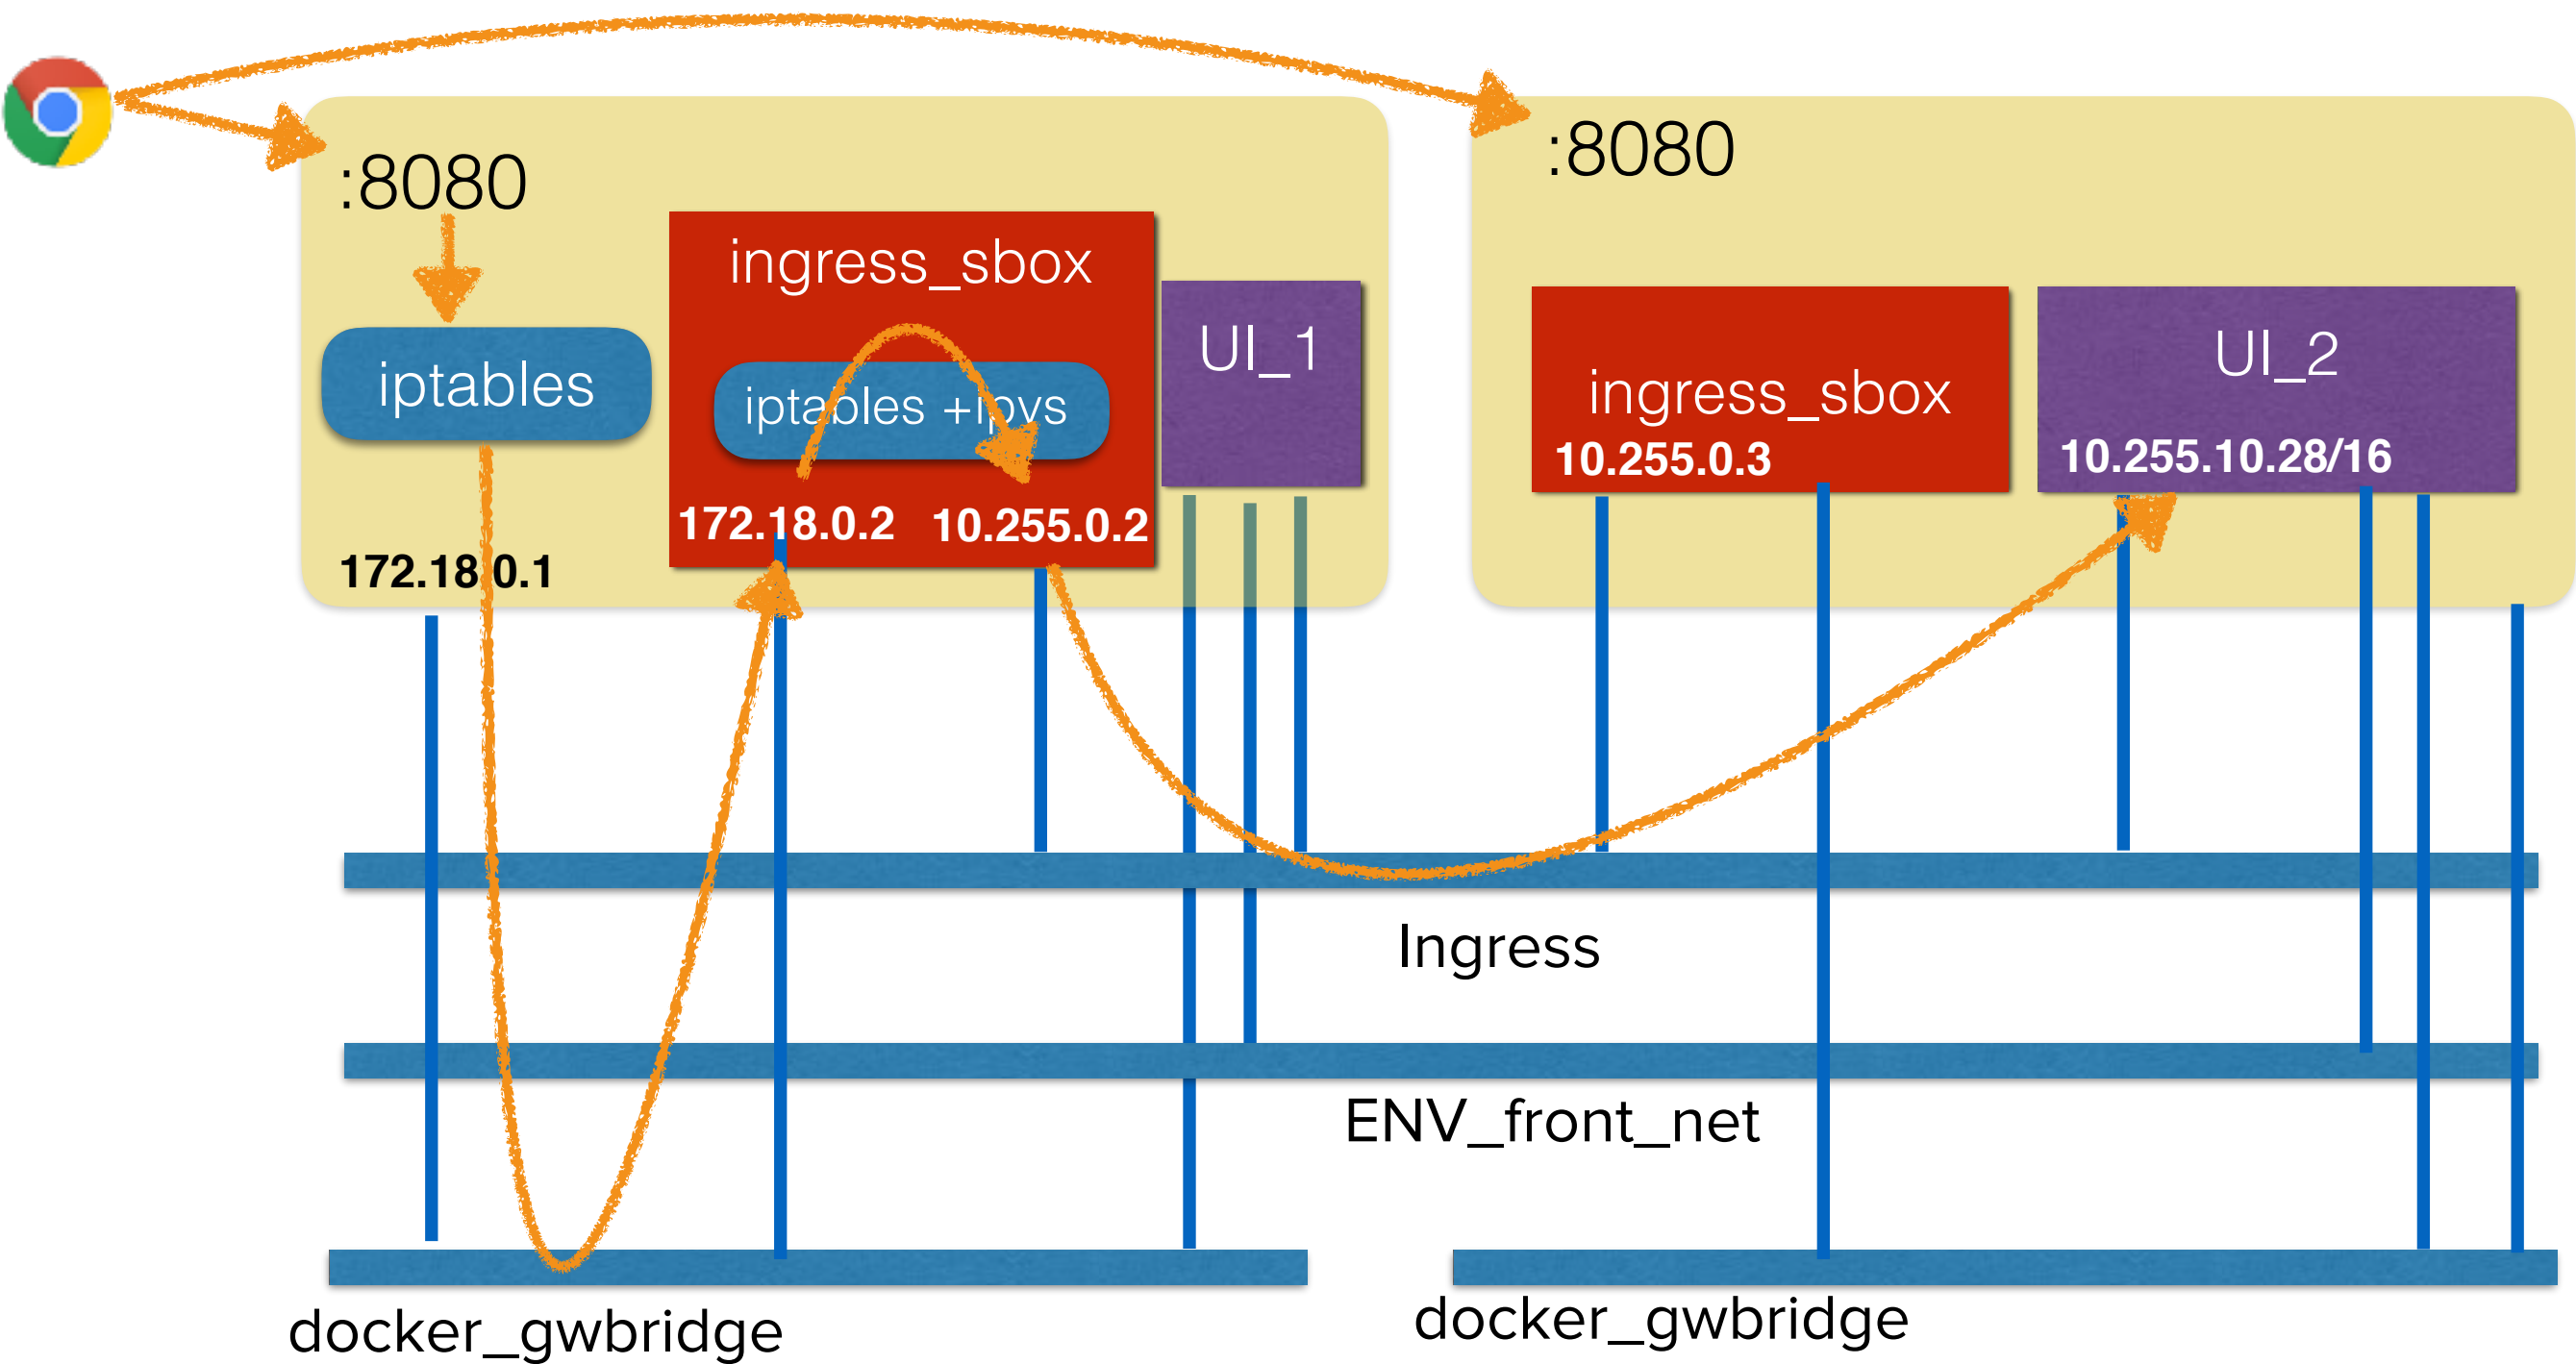 :8080
:8080
ingress_sbox
UI_1
UI_2
iptables
iptables +ipvs
ingress_sbox
10.255.0.3
10.255.10.28/16
172.18.0.2
10.255.0.2
172.18.0.1
Ingress
ENV_front_net
docker_gwbridge
docker_gwbridge